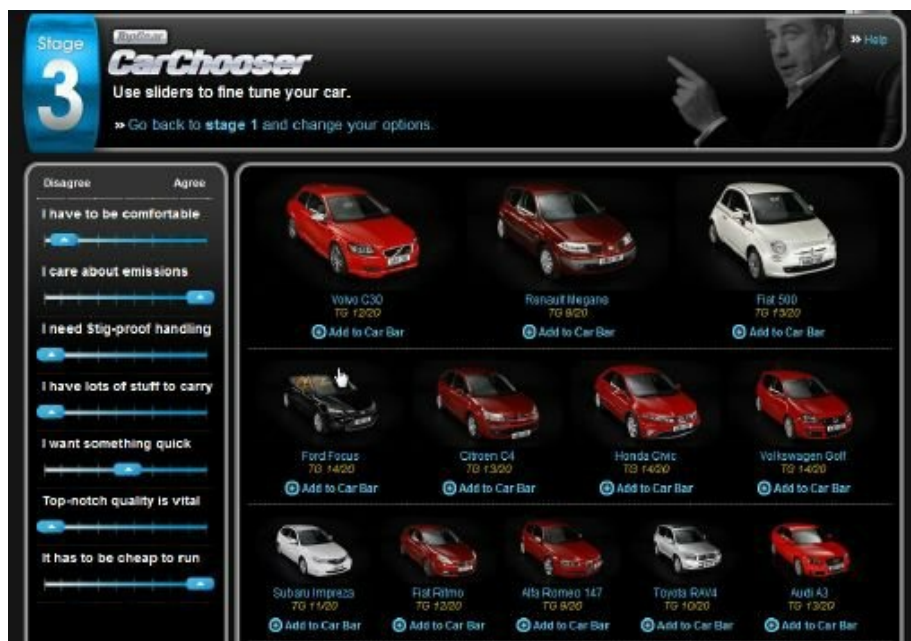 Stage
3
TopGear
CarChooser
Use sliders to fine tune your car.
» Go back to stage 1 and change your options.
» Help
Disagree Agree
I have to be comfortable
I care about emissions
I need Stig-proof handling
I have lots of stuff to carry
I want something quick
Top-notch quality is vital
It has to be cheap to run
Volvo C30 Renault Megane Fiat 500
TG 12/20 TG 9/20 TG 15/20
Add to Car Bar Add to Car Bar Add to Car Bar
Ford Focus Citroen C4 Honda Civic Volkswagen Golf
TG 14/20 TG 13/20 TG 14/20 TG 14/20
Add to Car Bar Add to Car Bar Add to Car Bar Add to Car Bar
Subaru Impreza Fiat Ritmo Alfa Romeo 147 Toyota RAV4 Audi A3
TG 11/20 TG 12/20 TG 9/20 TG 10/20 TG 13/20
Add to Car Bar Add to Car Bar Add to Car Bar Add to Car Bar Add to Car Bar